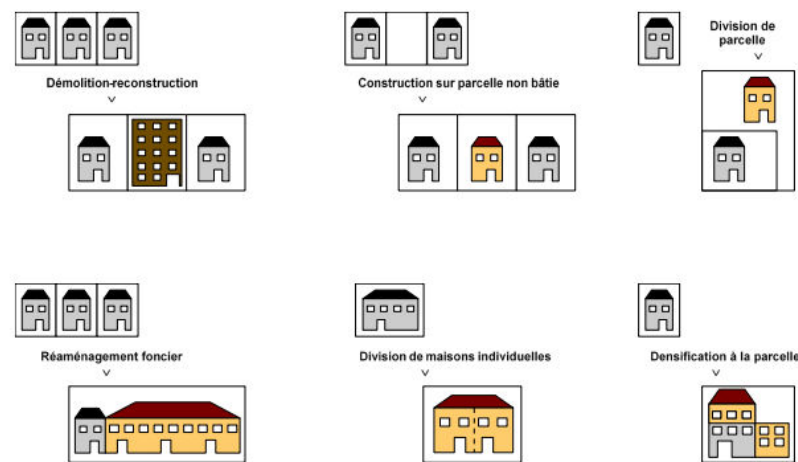 Démolition-reconstruction
Construction sur parcelle non bâtie
Division de
parcelle
Réaménagement foncier
Division de maisons individuelles
Densification à la parcelle